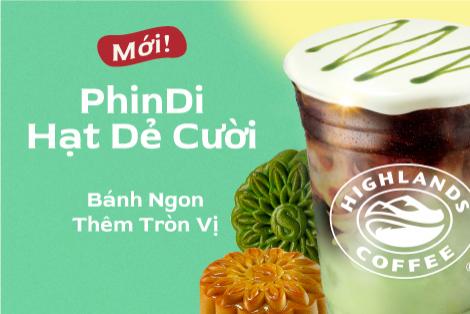 Mới!
PhinDi
Hạt Dẻ Cười
Bánh Ngon
Thêm Tròn Vị
HIGHLANDS
COFFEE